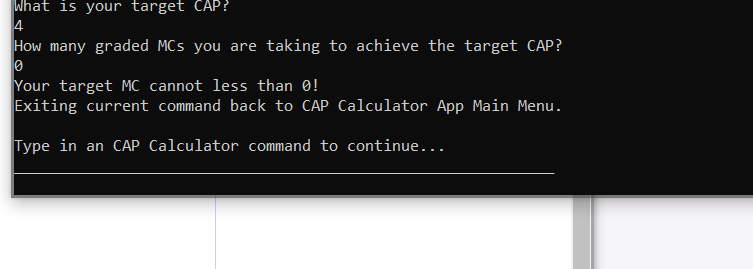 What is your target CAP?
4
How many graded MCs you are taking to achieve the target CAP?
0
Your target MC cannot less than 0!
Exiting current command back to CAP Calculator App Main Menu.
Type in an CAP Calculator command to continue...